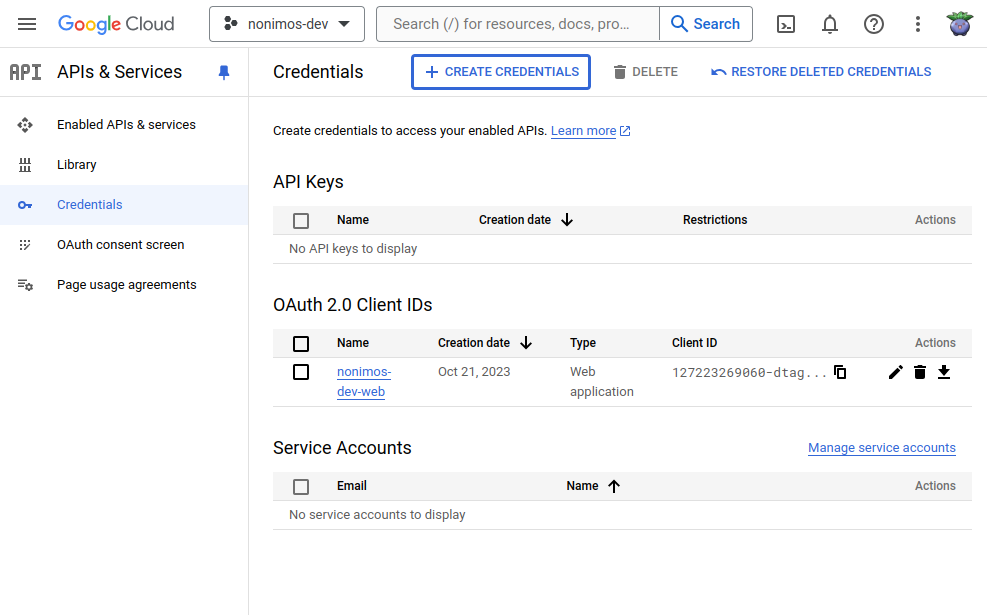 Google Cloud
nonimos-dev
Search (/) for resources, docs, pro...
Search
API
APIs & Services
Credentials
CREATE CREDENTIALS
DELETE
RESTORE DELETED CREDENTIALS
Enabled APIs & services
Library
Credentials
OAuth consent screen
Page usage agreements
Create credentials to access your enabled APIs. Learn more
API Keys
Name Creation date Restrictions Actions
No API keys to display
OAuth 2.0 Client IDs
Name Creation date Type Client ID Actions
nonimos-dev-web Oct 21, 2023 Web application 127223269060-dtag...
Service Accounts
Manage service accounts
Email Name Actions
No service accounts to display